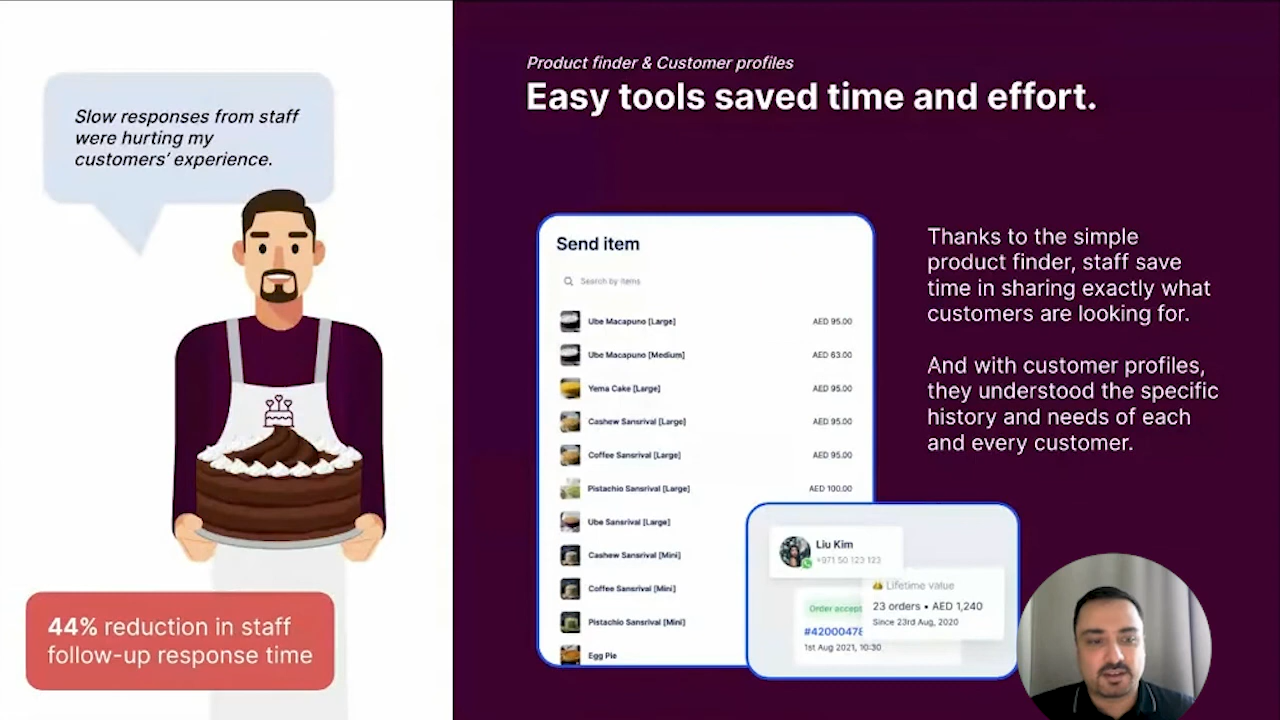 Slow responses from staff
were hurting my
customers' experience.
44% reduction in staff
follow-up response time
Product finder & Customer profiles
Easy tools saved time and effort.
Send item
Search by items
Ube Macapuno [Large] AED 95.00
Ube Macapuno [Medium] AED 63.00
Yema Cake [Large] AED 95.00
Cashew Sansrival [Large] AED 95.00
Coffee Sansrival [Large] AED 95.00
Pistachio Sansrival [Large] AED 100.00
Ube Sansrival [Large]
Cashew Sansrival [Mini]
Coffee Sansrival [Mini]
Pistachio Sansrival [Mini]
Egg Pie
Liu Kim
+971 50 123 123
Lifetime value
23 orders • AED 1,240
Since 23rd Aug, 2020
Order accept
#42000478
1st Aug 2021, 10:30
Thanks to the simple
product finder, staff save
time in sharing exactly what
customers are looking for.
And with customer profiles,
they understood the specific
history and needs of each
and every customer.